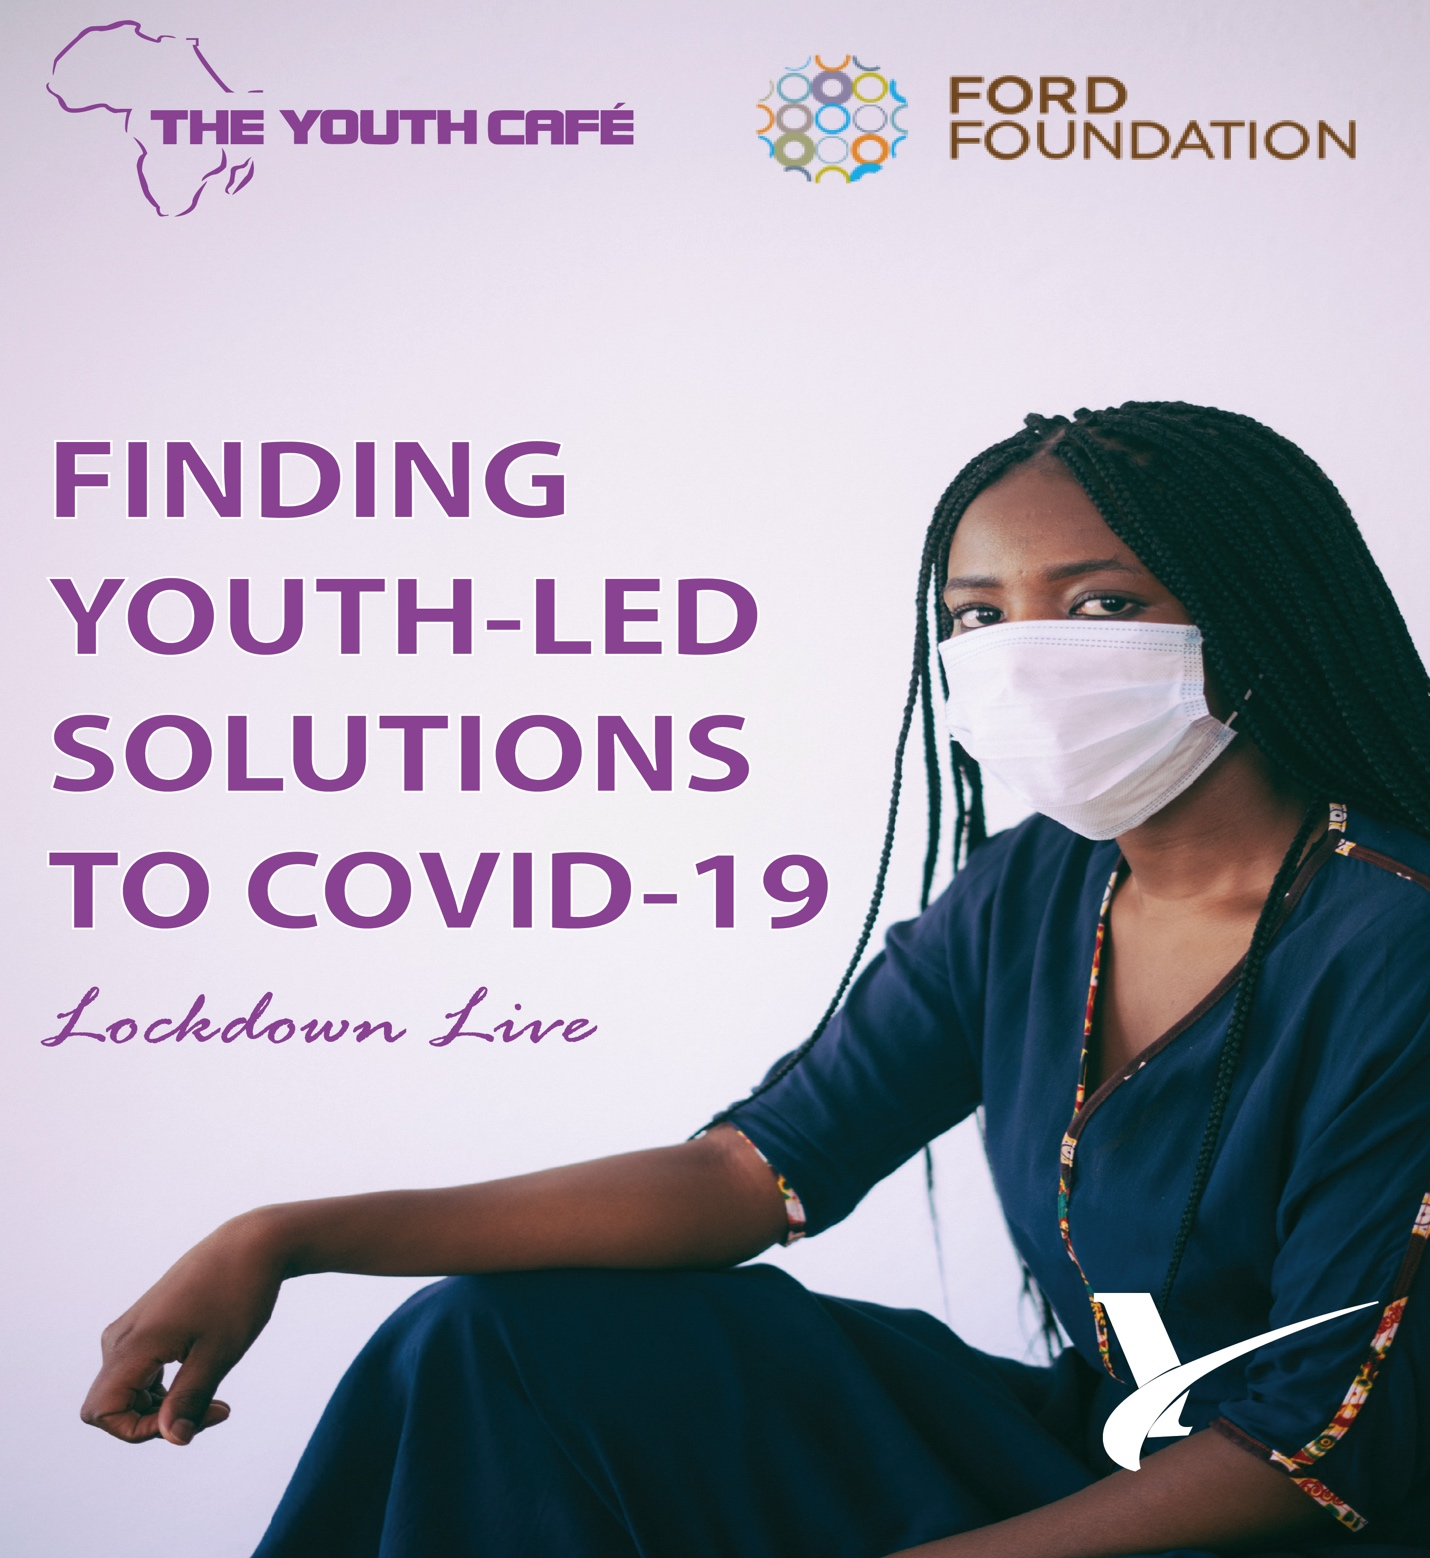 THE YOUTH CAFÉ
FORD
FOUNDATION
FINDING
YOUTH-LED
SOLUTIONS
TO COVID-19
Lockdown Live